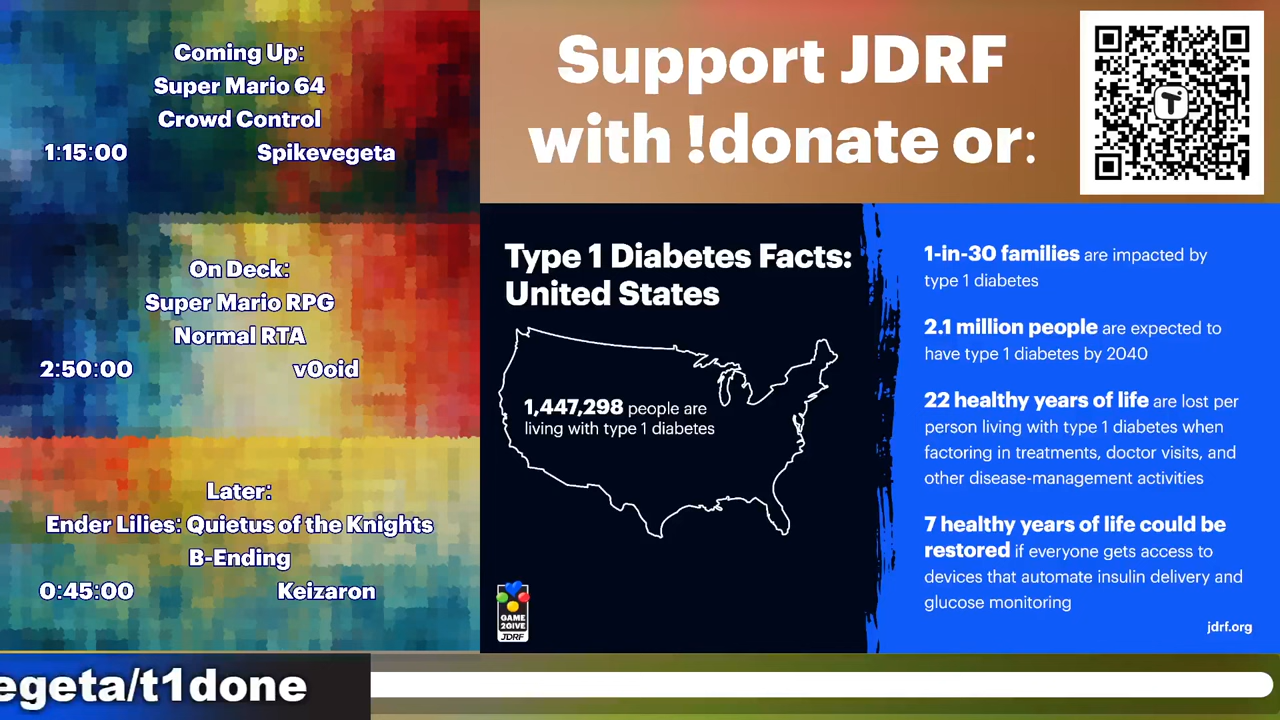 Coming Up:
Super Mario 64
Crowd Control
1:15:00 Spikevegeta
On Deck:
Super Mario RPG
Normal RTA
2:50:00 v0oid
Later:
Ender Lilies: Quietus of the Knights
B-Ending
0:45:00 Keizaron
Support JDRF
with !donate or:
Type 1 Diabetes Facts:
United States
1,447,298 people are
living with type 1 diabetes
GAME
2GIVE
JDRF
1-in-30 families are impacted by
type 1 diabetes
2.1 million people are expected to
have type 1 diabetes by 2040
22 healthy years of life are lost per
person living with type 1 diabetes when
factoring in treatments, doctor visits, and
other disease-management activities
7 healthy years of life could be
restored if everyone gets access to
devices that automate insulin delivery and
glucose monitoring
jdrf.org
egeta/t1done